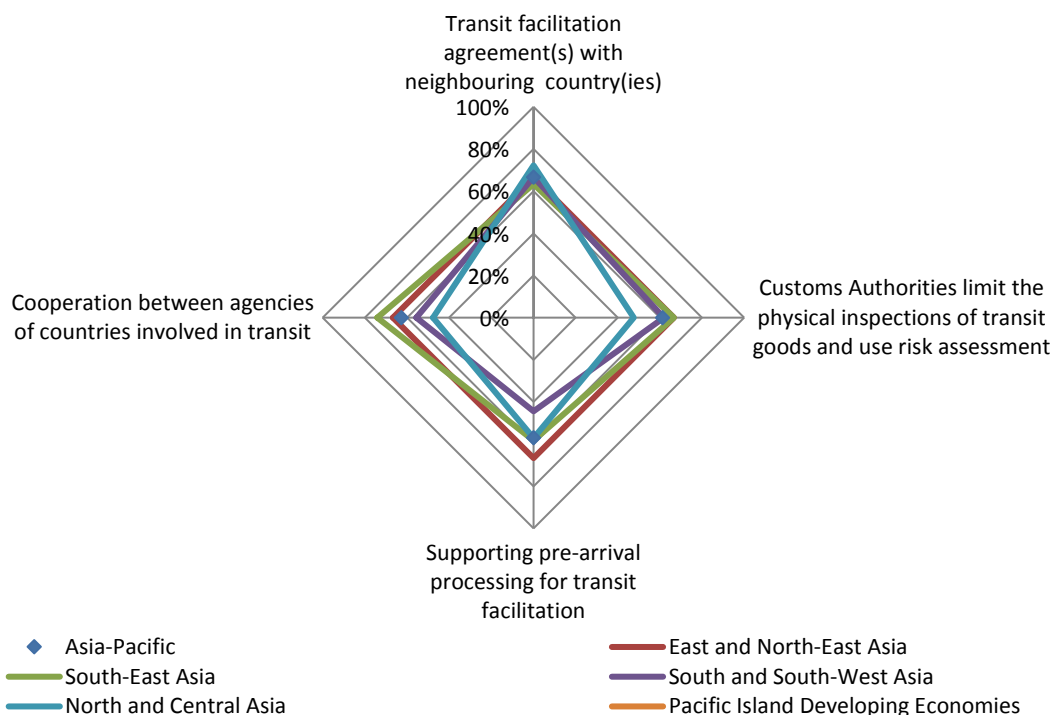 Transit facilitation
agreement(s) with
neighbouring country(ies)
100%
80%
60%
40%
20%
0%
Cooperation between agencies
of countries involved in transit
Customs Authorities limit the
physical inspections of transit
goods and use risk assessment
Supporting pre-arrival
processing for transit
facilitation
Asia-Pacific
East and North-East Asia
South-East Asia
South and South-West Asia
North and Central Asia
Pacific Island Developing Economies